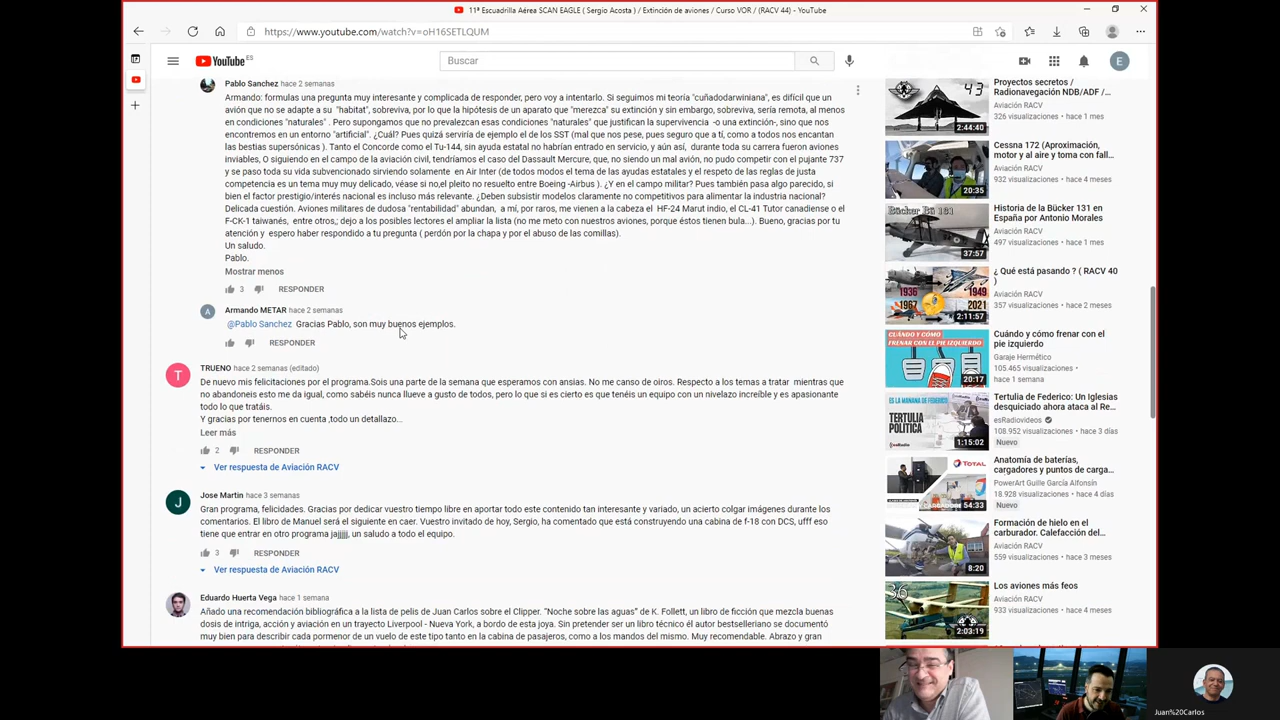 11ª Escuadrilla Aérea SCAN EAGLE ( Sergio Acosta ) / Extinción de aviones / Curso VOR / (RACV 44) - YouTube
https://www.youtube.com/watch?v=oH16SETLQUM
YouTube ES
Buscar
E
Pablo Sanchez hace 2 semanas
Armando: formulas una pregunta muy interesante y complicada de responder, pero voy a intentarlo. Si seguimos mi teoría "cuñadodarwiniana", es difícil que un
avión que no se adapte a su "habitat", sobreviva, por lo que la hipótesis de un aparato que "merezca" su extinción y sin embargo, sobreviva, sería remota, al menos
en condiciones "naturales" . Pero supongamos que no prevalezcan esas condiciones "naturales" que justifican la supervivencia -o una extinción-, sino que nos
encontremos en un entorno "artificial". ¿Cuál? Pues quizá serviría de ejemplo el de los SST (mal que nos pese, pues seguro que a tí, como a todos nos encantan
las bestias supersónicas ). Tanto el Concorde como el Tu-144, sin ayuda estatal no habrían entrado en servicio, y aún así, durante toda su carrera fueron aviones
inviables, O siguiendo en el campo de la aviación civil, tendríamos el caso del Dassault Mercure, que, no siendo un mal avión, no pudo competir con el pujante 737
y se paso toda su vida subvencionado sirviendo solamente en Air Inter (de todos modos el tema de las ayudas estatales y el respeto de las reglas de justa
competencia es un tema muy muy delicado, véase si no,el pleito no resuelto entre Boeing -Airbus ). ¿Y en el campo militar? Pues también pasa algo parecido, si
bien el factor prestigio/interés nacional es incluso más relevante. ¿Deben subsistir modelos claramente no competitivos para alimentar la industria nacional?
Delicada cuestión. Aviones militares de dudosa "rentabilidad" abundan, a mí, por raros, me vienen a la cabeza el HF-24 Marut indio, el CL-41 Tutor canadiense o el
F-CK-1 taiwanés, entre otros; dejo a los posibles lectores el ampliar la lista (no me meto con nuestros aviones, porque éstos tienen bula...). Bueno, gracias por tu
atención y espero haber respondido a tu pregunta ( perdón por la chapa y por el abuso de las comillas).
Un saludo.
Pablo.
Mostrar menos
3 RESPONDER
A
Armando METAR hace 2 semanas
@Pablo Sanchez Gracias Pablo, son muy buenos ejemplos.
RESPONDER
T
TRUENO hace 2 semanas (editado)
De nuevo mis felicitaciones por el programa.Sois una parte de la semana que esperamos con ansias. No me canso de oiros. Respecto a los temas a tratar mientras que
no abandoneis esto me da igual, como sabéis nunca llueve a gusto de todos, pero lo que si es cierto es que tenéis un equipo con un nivelazo increíble y es apasionante
todo lo que tratáis.
Y gracias por tenernos en cuenta ,todo un detallazo...
Leer más
2 RESPONDER
Ver respuesta de Aviación RACV
J
Jose Martin hace 3 semanas
Gran programa, felicidades. Gracias por dedicar vuestro tiempo libre en aportar todo este contenido tan interesante y variado, un acierto colgar imágenes durante los
comentarios. El libro de Manuel será el siguiente en caer. Vuestro invitado de hoy, Sergio, ha comentado que está construyendo una cabina de f-18 con DCS, ufff eso
tiene que entrar en otro programa jajjjjjj, un saludo a todo el equipo.
3 RESPONDER
Ver respuesta de Aviación RACV
Eduardo Huerta Vega hace 1 semana
Añado una recomendación bibliográfica a la lista de pelis de Juan Carlos sobre el Clipper. "Noche sobre las aguas" de K. Follett, un libro de ficción que mezcla buenas
dosis de intriga, acción y aviación en un trayecto Liverpool - Nueva York, a bordo de esta joya. Sin pretender ser un libro técnico él autor bestselleriano se documentó
muy bien para describir cada pormenor de un vuelo de este tipo tanto en la cabina de pasajeros, como a los mandos del mismo. Muy recomendable. Abrazo y gran
43
2:44:40
Proyectos secretos /
Radionavegación NDB/ADF /...
Aviación RACV
326 visualizaciones • hace 1 mes
20:35
Cessna 172 (Aproximación,
motor y al aire y toma con fall...
Aviación RACV
932 visualizaciones • hace 4 meses
Bücker Bü 131
37:57
Historia de la Bücker 131 en
España por Antonio Morales
Aviación RACV
497 visualizaciones • hace 1 mes
1936
1949
1967
2021
2:11:57
¿ Qué está pasando ? ( RACV 40
)
Aviación RACV
357 visualizaciones • hace 2 meses
CUÁNDO Y CÓMO
FRENAR CON EL PIE IZQUIERDO
20:17
Cuándo y cómo frenar con el
pie izquierdo
Garaje Hermético
105.465 visualizaciones •
hace 1 semana
ES LA MAÑANA DE FEDERICO
TERTULIA
POLÍTICA
esRadio
1:15:02
Tertulia de Federico: Un Iglesias
desquiciado ahora ataca al Re...
esRadiovideos
108.952 visualizaciones • hace 3 días
Nuevo
TOTAL
54:33
Anatomía de baterías,
cargadores y puntos de carga...
PowerArt Guille García Alfonsín
18.928 visualizaciones • hace 4 días
Nuevo
8:20
Formación de hielo en el
carburador. Calefacción del...
Aviación RACV
559 visualizaciones • hace 3 meses
36
2:03:19
Los aviones más feos
Aviación RACV
933 visualizaciones • hace 4 meses
Juan%20Carlos